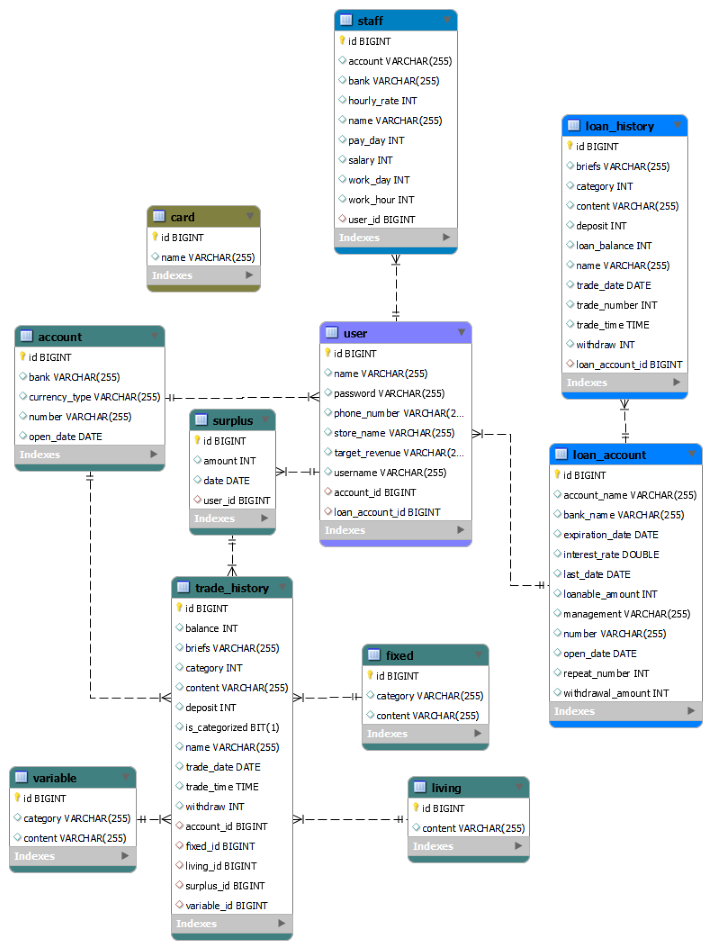 staff
id BIGINT
account VARCHAR(255)
bank VARCHAR(255)
hourly_rate INT
name VARCHAR(255)
pay_day INT
salary INT
work_day INT
work_hour INT
user_id BIGINT
Indexes
loan_history
id BIGINT
briefs VARCHAR(255)
category INT
content VARCHAR(255)
deposit INT
loan_balance INT
name VARCHAR(255)
trade_date DATE
trade_number INT
trade_time TIME
withdraw INT
loan_account_id BIGINT
Indexes
card
id BIGINT
name VARCHAR(255)
Indexes
account
id BIGINT
bank VARCHAR(255)
currency_type VARCHAR(255)
number VARCHAR(255)
open_date DATE
Indexes
user
id BIGINT
name VARCHAR(255)
password VARCHAR(255)
phone_number VARCHAR(2...
store_name VARCHAR(255)
target_revenue VARCHAR(2...
username VARCHAR(255)
account_id BIGINT
loan_account_id BIGINT
Indexes
surplus
id BIGINT
amount INT
date DATE
user_id BIGINT
Indexes
loan_account
id BIGINT
account_name VARCHAR(255)
bank_name VARCHAR(255)
expiration_date DATE
interest_rate DOUBLE
last_date DATE
loanable_amount INT
management VARCHAR(255)
number VARCHAR(255)
open_date DATE
repeat_number INT
withdrawal_amount INT
Indexes
trade_history
id BIGINT
balance INT
briefs VARCHAR(255)
category INT
content VARCHAR(255)
deposit INT
is_categorized BIT(1)
name VARCHAR(255)
trade_date DATE
trade_time TIME
withdraw INT
account_id BIGINT
fixed_id BIGINT
living_id BIGINT
surplus_id BIGINT
variable_id BIGINT
Indexes
fixed
id BIGINT
category VARCHAR(255)
content VARCHAR(255)
Indexes
variable
id BIGINT
category VARCHAR(255)
content VARCHAR(255)
Indexes
living
id BIGINT
content VARCHAR(255)
Indexes